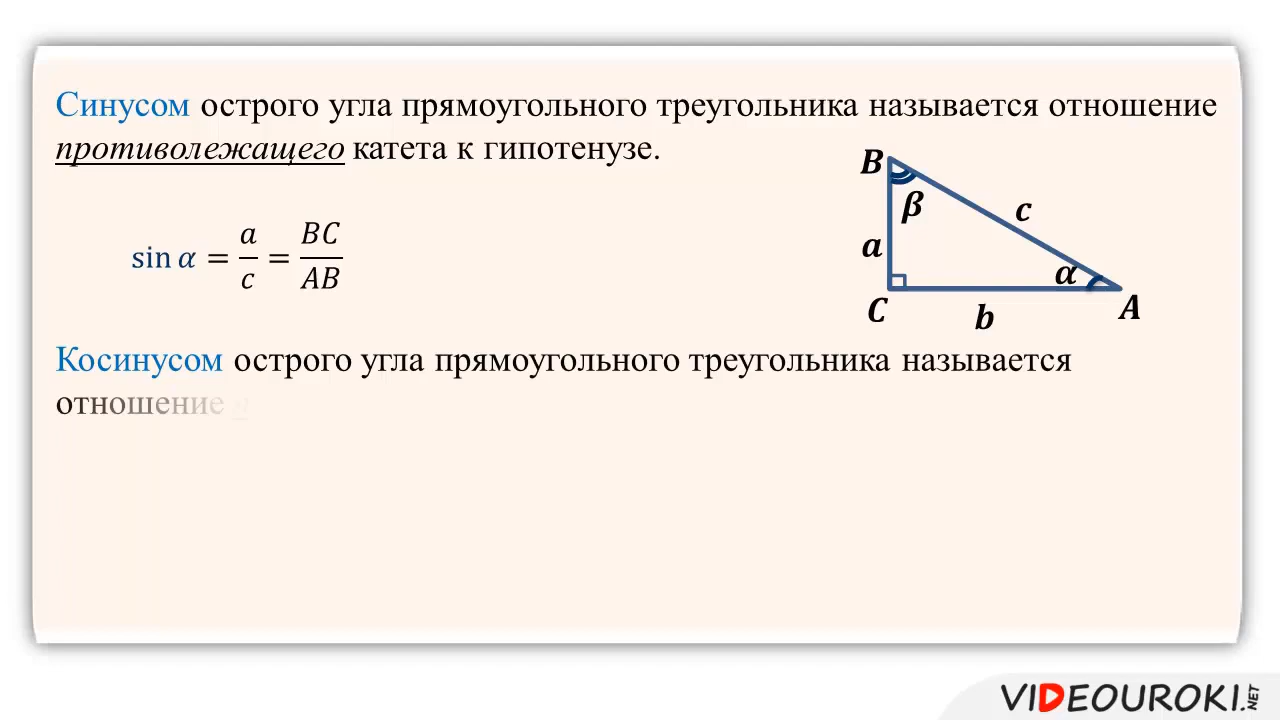 Синусом острого угла прямоугольного треугольника называется отношение
противолежащего катета к гипотенузе.
B
β
c
a
sin α = a/c = BC/AB
α
C
b
A
Косинусом острого угла прямоугольного треугольника называется
отношение
VIDEOUROKI.NET